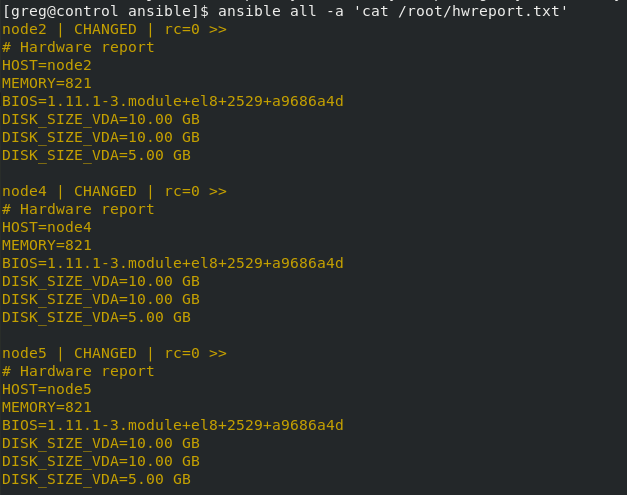 [greg@control ansible]$ ansible all -a 'cat /root/hwreport.txt'
node2 | CHANGED | rc=0 >>
# Hardware report
HOST=node2
MEMORY=821
BIOS=1.11.1-3.module+el8+2529+a9686a4d
DISK_SIZE_VDA=10.00 GB
DISK_SIZE_VDA=10.00 GB
DISK_SIZE_VDA=5.00 GB
node4 | CHANGED | rc=0 >>
# Hardware report
HOST=node4
MEMORY=821
BIOS=1.11.1-3.module+el8+2529+a9686a4d
DISK_SIZE_VDA=10.00 GB
DISK_SIZE_VDA=10.00 GB
DISK_SIZE_VDA=5.00 GB
node5 | CHANGED | rc=0 >>
# Hardware report
HOST=node5
MEMORY=821
BIOS=1.11.1-3.module+el8+2529+a9686a4d
DISK_SIZE_VDA=10.00 GB
DISK_SIZE_VDA=10.00 GB
DISK_SIZE_VDA=5.00 GB